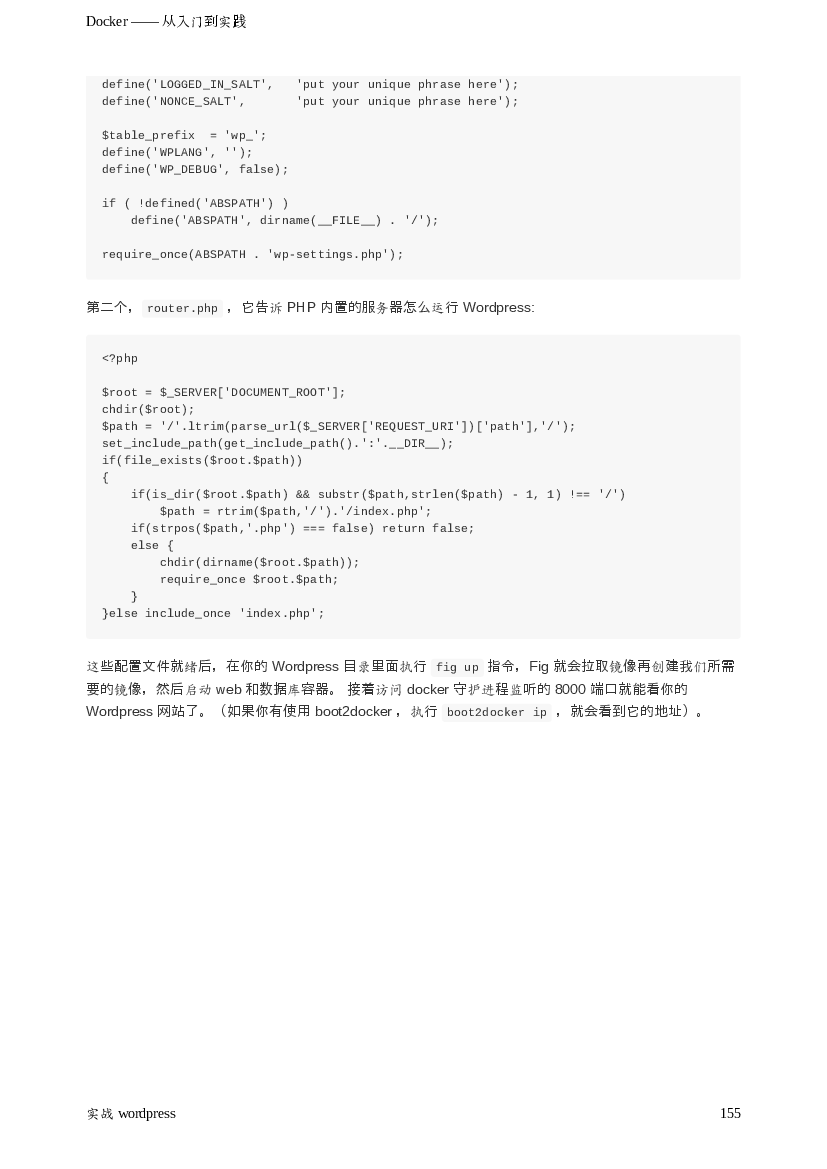 Docker —— 从入门到实践
define('LOGGED_IN_SALT',   'put your unique phrase here');
define('NONCE_SALT',       'put your unique phrase here');
$table_prefix  = 'wp_';
define('WPLANG', '');
define('WP_DEBUG', false);
if ( !defined('ABSPATH') )
    define('ABSPATH', dirname(__FILE__) . '/');
require_once(ABSPATH . 'wp-settings.php');
第二个， router.php ，它告诉 PHP 内置的服务器怎么运行 Wordpress:
<?php
$root = $_SERVER['DOCUMENT_ROOT'];
chdir($root);
$path = '/'.ltrim(parse_url($_SERVER['REQUEST_URI'])['path'],'/');
set_include_path(get_include_path().':'.__DIR__);
if(file_exists($root.$path))
{
    if(is_dir($root.$path) && substr($path,strlen($path) - 1, 1) !== '/')
        $path = rtrim($path,'/').'/index.php';
    if(strpos($path,'.php') === false) return false;
    else {
        chdir(dirname($root.$path));
        require_once $root.$path;
    }
}else include_once 'index.php';
这些配置文件就绪后，在你的 Wordpress 目录里面执行 fig up 指令，Fig 就会拉取镜像再创建我们所需
要的镜像，然后启动 web 和数据库容器。 接着访问 docker 守护进程监听的 8000 端口就能看你的
Wordpress 网站了。（如果你有使用 boot2docker ，执行 boot2docker ip ，就会看到它的地址）。
实战 wordpress
155